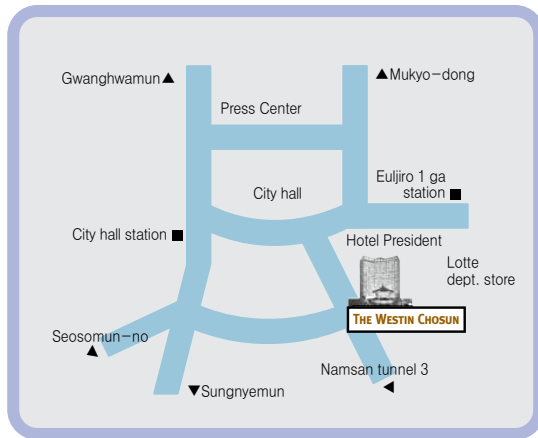 Gwanghwamun▲
▲Mukyo-dong
Press Center
Euljiro 1 ga
station ■
City hall
City hall station ■
Hotel President
Lotte
dept. store
THE WESTIN CHOSUN
Seosomun-no
▲
Namsan tunnel 3
◀
▼Sungnyemun